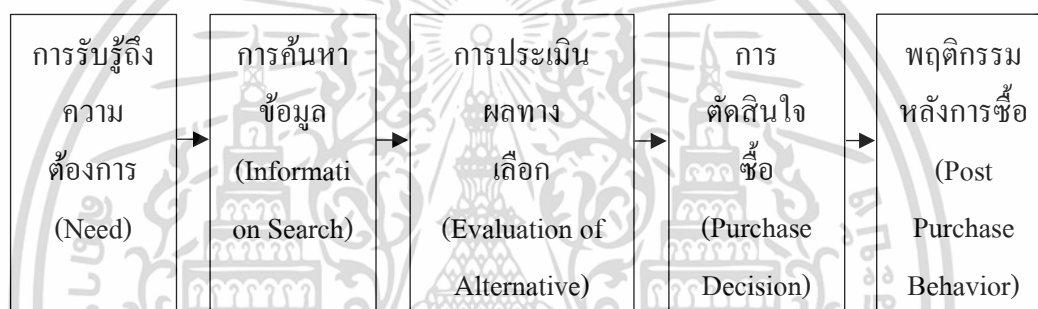 การรับรู้ถึง
ความ
ต้องการ
(Need)
การค้นหา
ข้อมูล
(Informati
on Search)
การประเมิน
ผลทาง
เลือก
(Evaluation of
Alternative)
การ
ตัดสินใจ
ซื้อ
(Purchase
Decision)
พฤติกรรม
หลังการซื้อ
(Post
Purchase
Behavior)